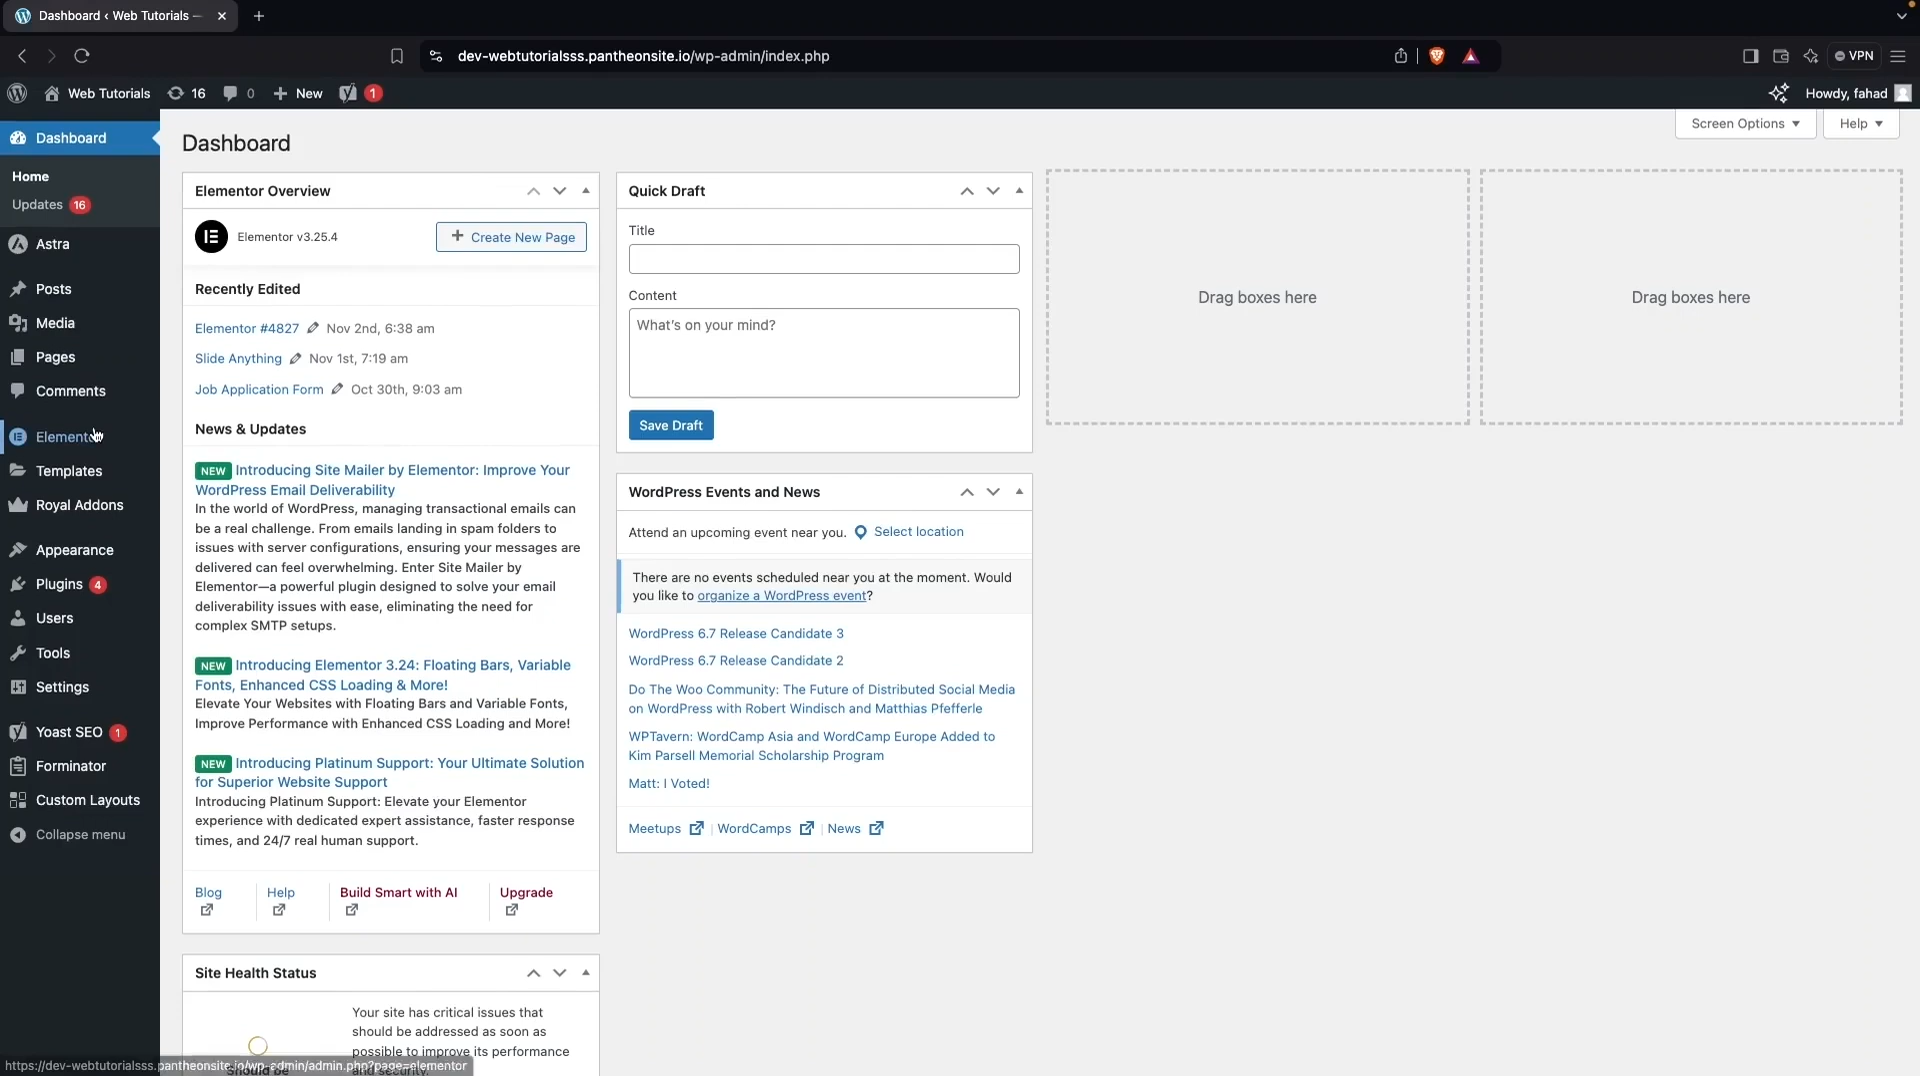 Dashboard ‹ Web Tutorials —
dev-webtutorialsss.pantheonsite.io/wp-admin/index.php
VPN
Web Tutorials
16
0
New
1
Howdy, fahad
Dashboard
Home
Updates 16
Astra
Posts
Media
Pages
Comments
Elementor
Templates
Royal Addons
Appearance
Plugins 4
Users
Tools
Settings
Yoast SEO 1
Forminator
Custom Layouts
Collapse menu
Screen Options
Help
Dashboard
Elementor Overview
Elementor v3.25.4
Create New Page
Recently Edited
Elementor #4827 Nov 2nd, 6:38 am
Slide Anything Nov 1st, 7:19 am
Job Application Form Oct 30th, 9:03 am
News & Updates
NEW Introducing Site Mailer by Elementor: Improve Your
WordPress Email Deliverability
In the world of WordPress, managing transactional emails can
be a real challenge. From emails landing in spam folders to
issues with server configurations, ensuring your messages are
delivered can feel overwhelming. Enter Site Mailer by
Elementor—a powerful plugin designed to solve your email
deliverability issues with ease, eliminating the need for
complex SMTP setups.
NEW Introducing Elementor 3.24: Floating Bars, Variable
Fonts, Enhanced CSS Loading & More!
Elevate Your Websites with Floating Bars and Variable Fonts,
Improve Performance with Enhanced CSS Loading and More!
NEW Introducing Platinum Support: Your Ultimate Solution
for Superior Website Support
Introducing Platinum Support: Elevate your Elementor
experience with dedicated expert assistance, faster response
times, and 24/7 real human support.
Blog
Help
Build Smart with AI
Upgrade
Site Health Status
Your site has critical issues that
should be addressed as soon as
possible to improve its performance
and security.
Should be
Quick Draft
Title
Content
What's on your mind?
Save Draft
WordPress Events and News
Attend an upcoming event near you. Select location
There are no events scheduled near you at the moment. Would
you like to organize a WordPress event?
WordPress 6.7 Release Candidate 3
WordPress 6.7 Release Candidate 2
Do The Woo Community: The Future of Distributed Social Media
on WordPress with Robert Windisch and Matthias Pfefferle
WPTavern: WordCamp Asia and WordCamp Europe Added to
Kim Parsell Memorial Scholarship Program
Matt: I Voted!
Meetups | WordCamps | News
Drag boxes here
Drag boxes here
https://dev-webtutorialsss.pantheonsite.io/wp-admin/admin.php?page=elementor